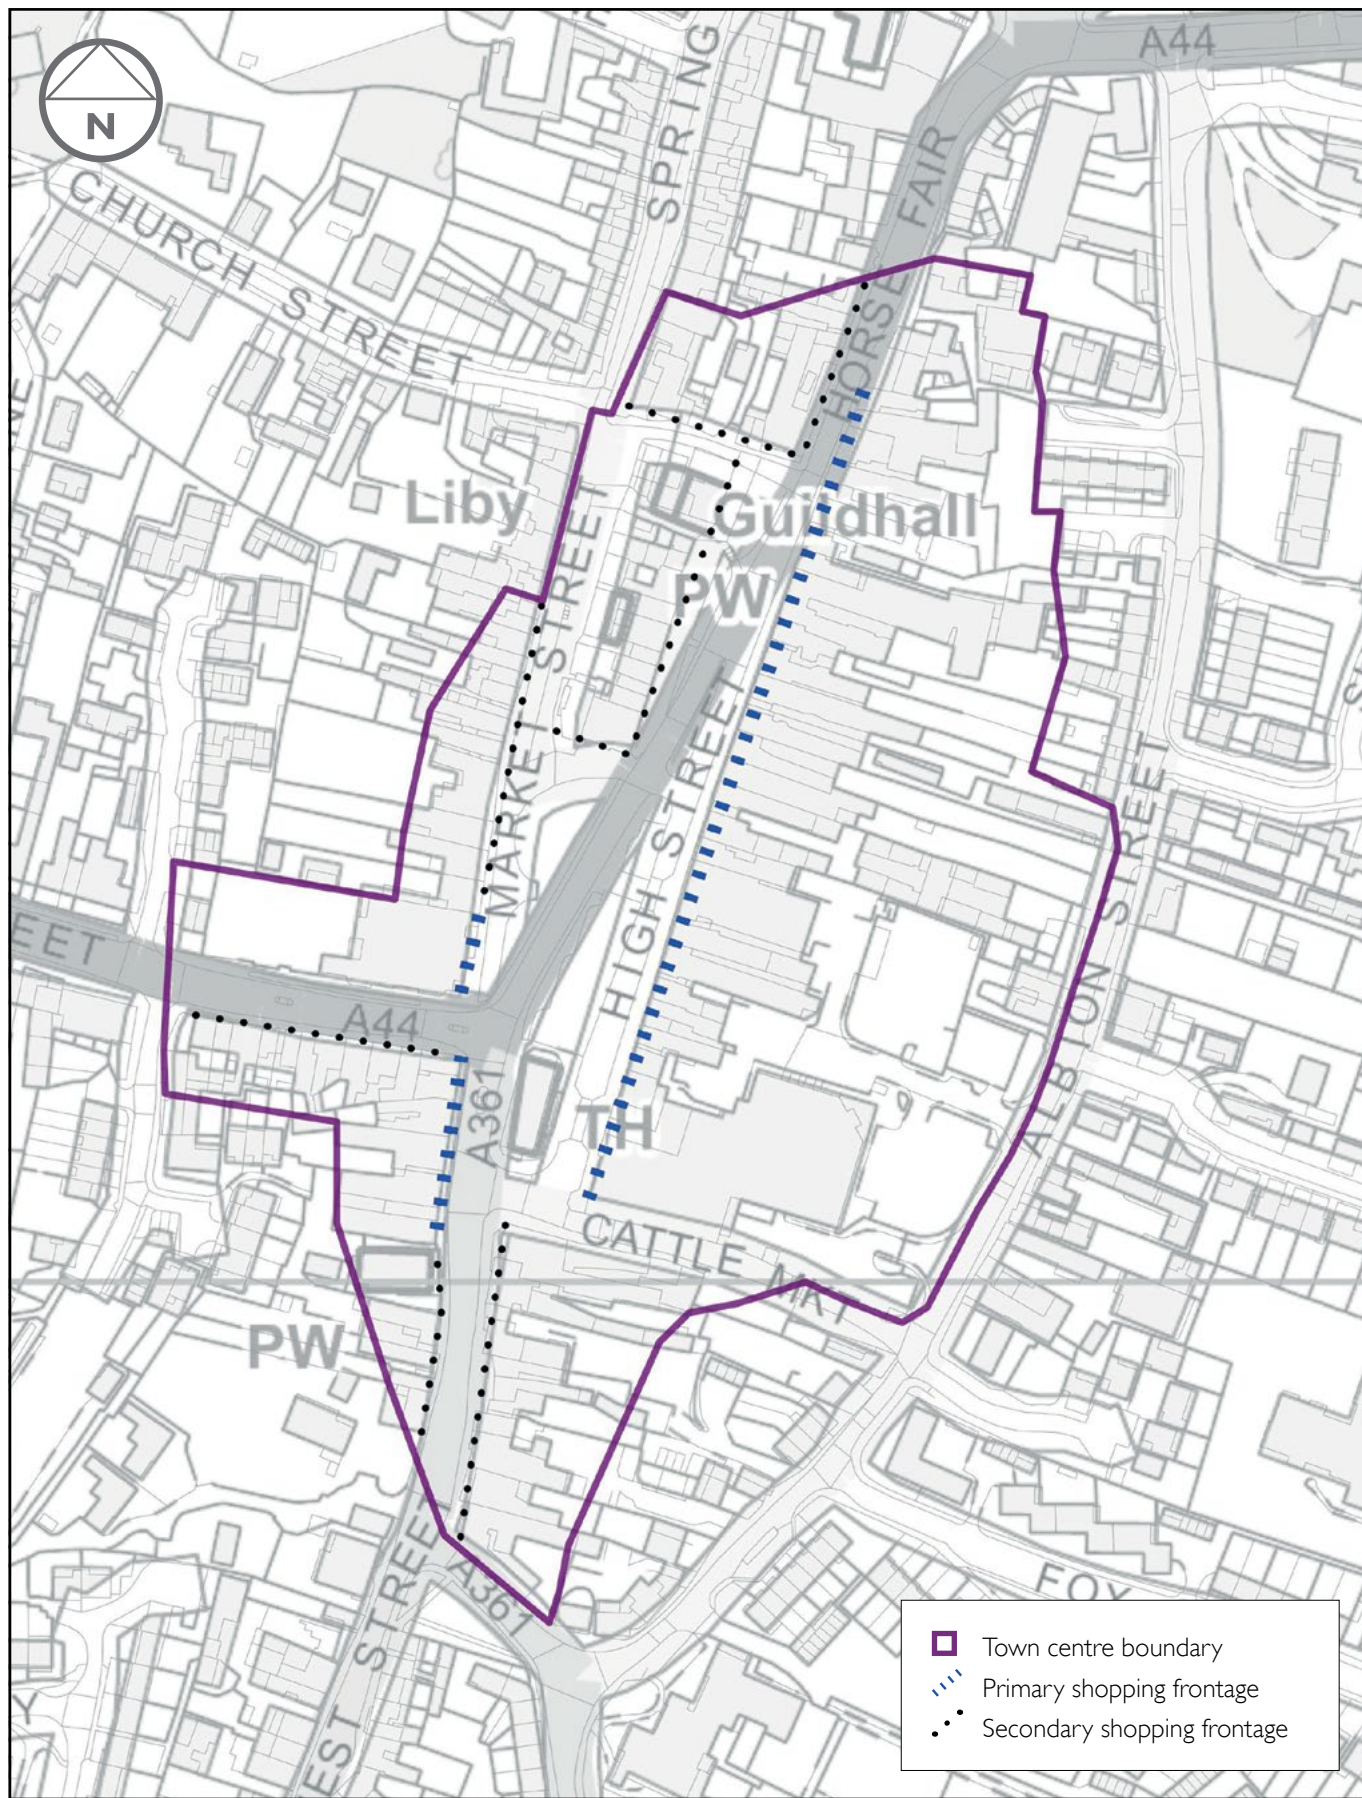 A44
N
SPRING
HORSE FAIR
CHURCH STREET
Liby
Guildhall
PW
MARKET STREET
HIGH STREET
ALBION STREET
EET
A44
A361
TH
CATTLE MKT
PW
A361
FOX
EST STREET
Town centre boundary
Primary shopping frontage
Secondary shopping frontage